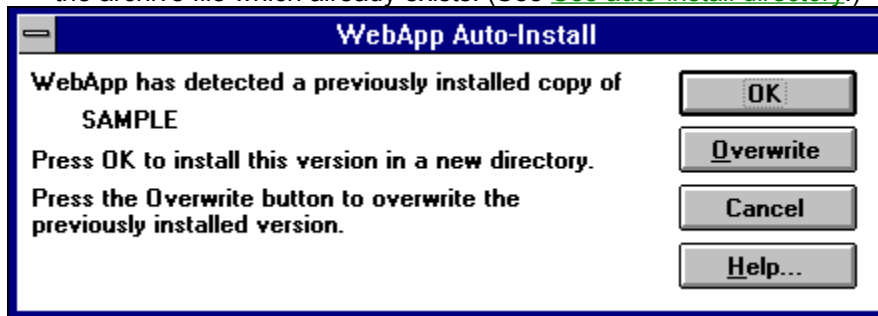 the archive file which already exists. (See Use auto-install directory.)
WebApp Auto-Install
WebApp has detected a previously installed copy of
SAMPLE
Press OK to install this version in a new directory.
Press the Overwrite button to overwrite the
previously installed version.
OK
Overwrite
Cancel
Help...